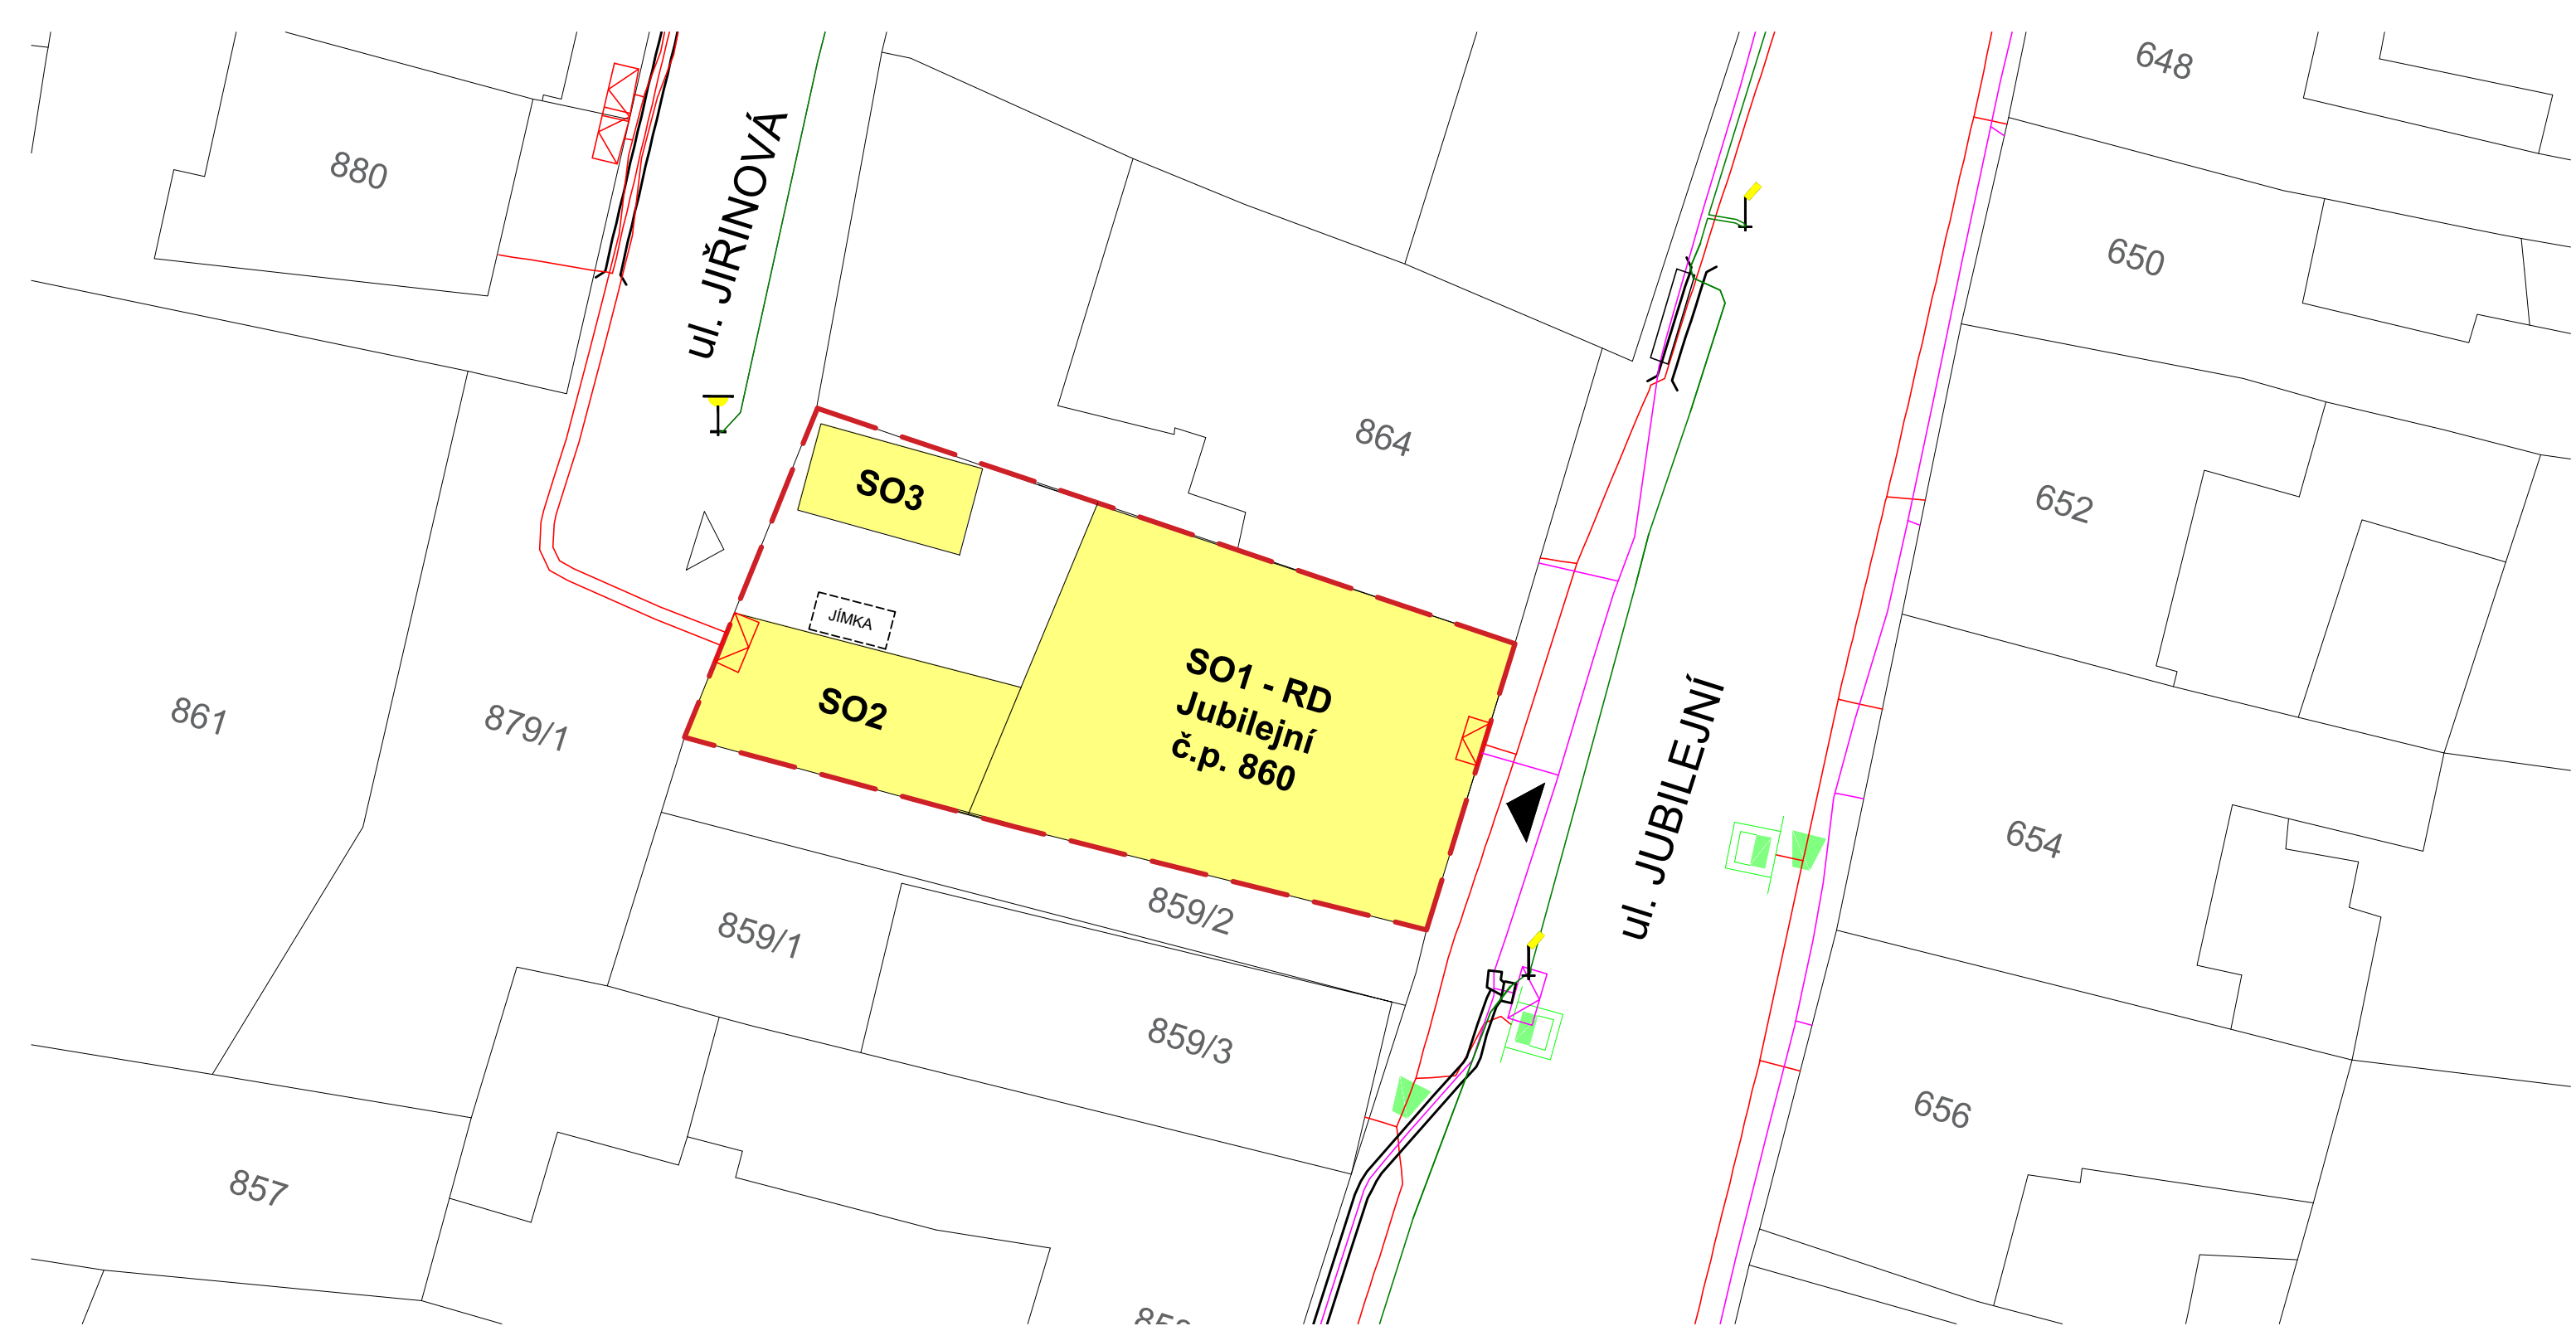 648
880
ul. JIŘINOVÁ
650
864
SO3
652
JÍMKA
SO1 - RD
Jubilejní
č.p. 860
SO2
861
879/1
ul. JUBILEJNÍ
654
859/2
859/1
859/3
656
857